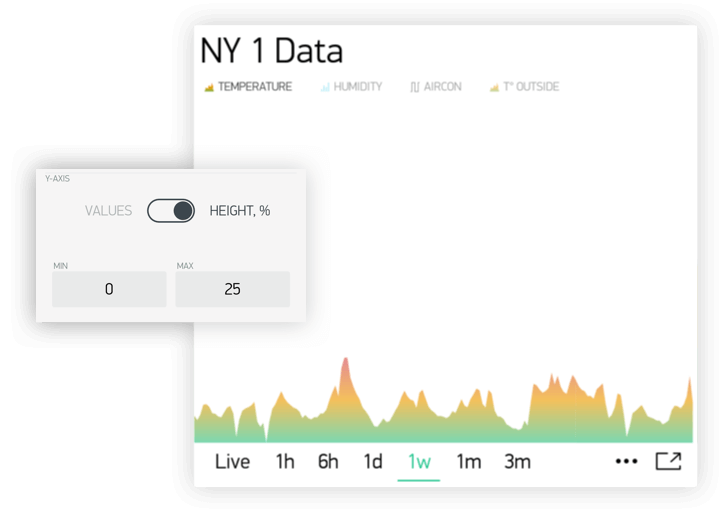 NY 1 Data
TEMPERATURE HUMIDITY AIRCON T° OUTSIDE
Y-AXIS
VALUES HEIGHT, %
MIN MAX
0 25
Live 1h 6h 1d 1w 1m 3m